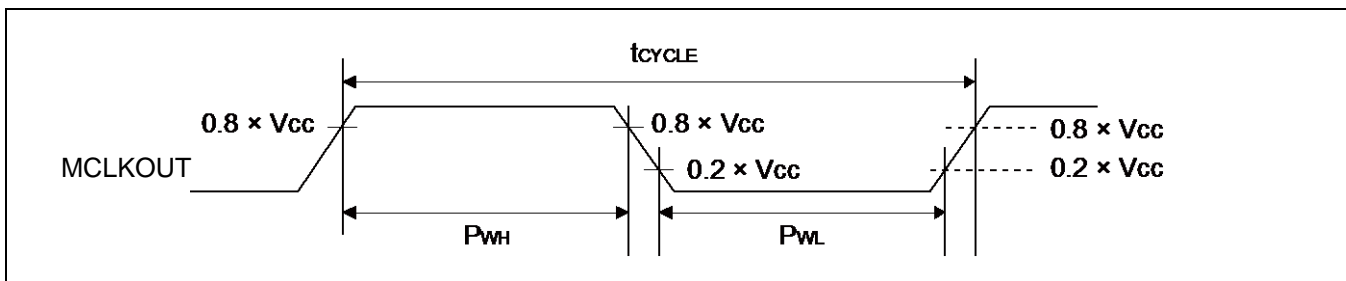 tCYCLE
0.8 × Vcc
0.8 × Vcc
0.8 × Vcc
MCLKOUT
0.2 × Vcc
0.2 × Vcc
PWH
PWL